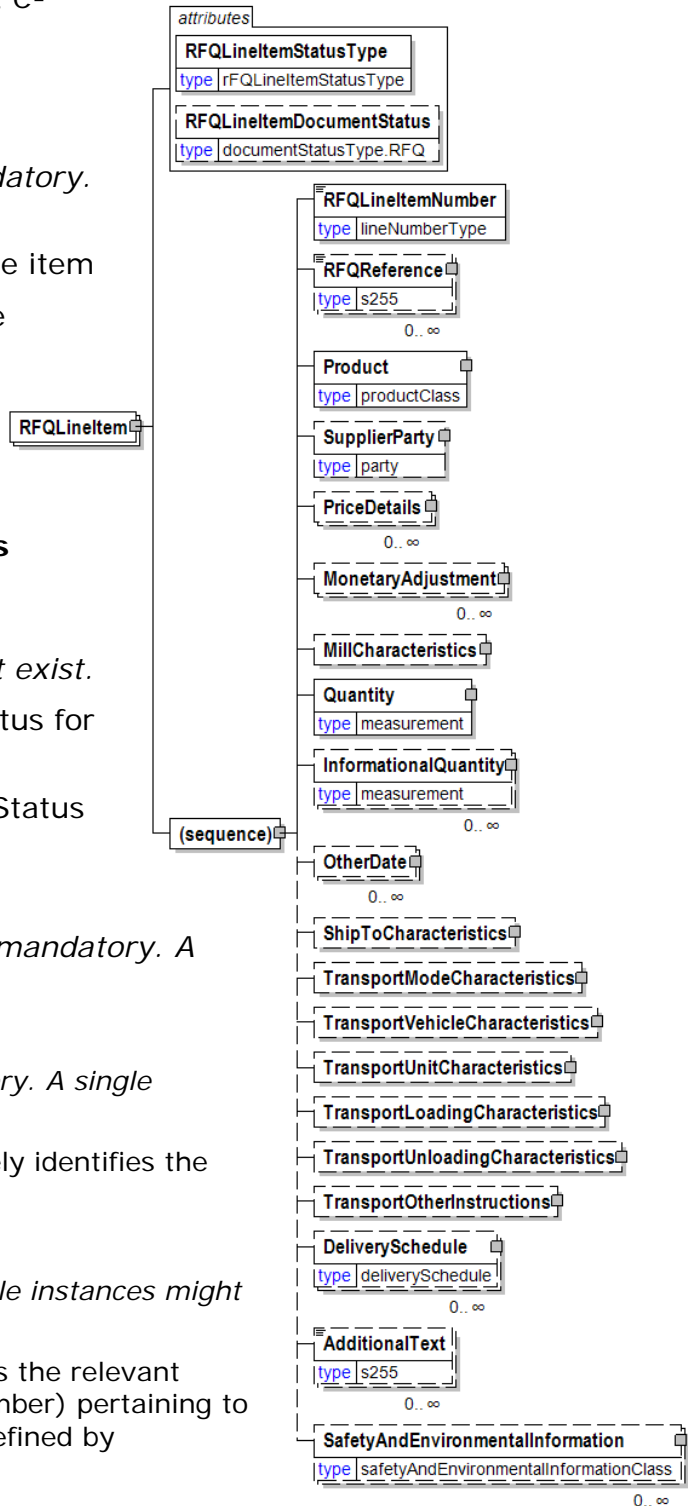 e-
datory.
e item
e
s
t exist.
tus for
Status
mandatory. A
ry. A single
ely identifies the
le instances might
s the relevant
mber) pertaining to
efined by
RFQLineItem
attributes
RFQLineItemStatusType
type rFQLineItemStatusType
RFQLineItemDocumentStatus
type documentStatusType.RFQ
(sequence)
RFQLineItemNumber
type lineNumberType
RFQReference
type s255
0.. ∞
Product
type productClass
SupplierParty
type party
PriceDetails
0.. ∞
MonetaryAdjustment
0.. ∞
MillCharacteristics
Quantity
type measurement
InformationalQuantity
type measurement
0.. ∞
OtherDate
0.. ∞
ShipToCharacteristics
TransportModeCharacteristics
TransportVehicleCharacteristics
TransportUnitCharacteristics
TransportLoadingCharacteristics
TransportUnloadingCharacteristics
TransportOtherInstructions
DeliverySchedule
type deliverySchedule
0.. ∞
AdditionalText
type s255
0.. ∞
SafetyAndEnvironmentalInformation
type safetyAndEnvironmentalInformationClass
0.. ∞